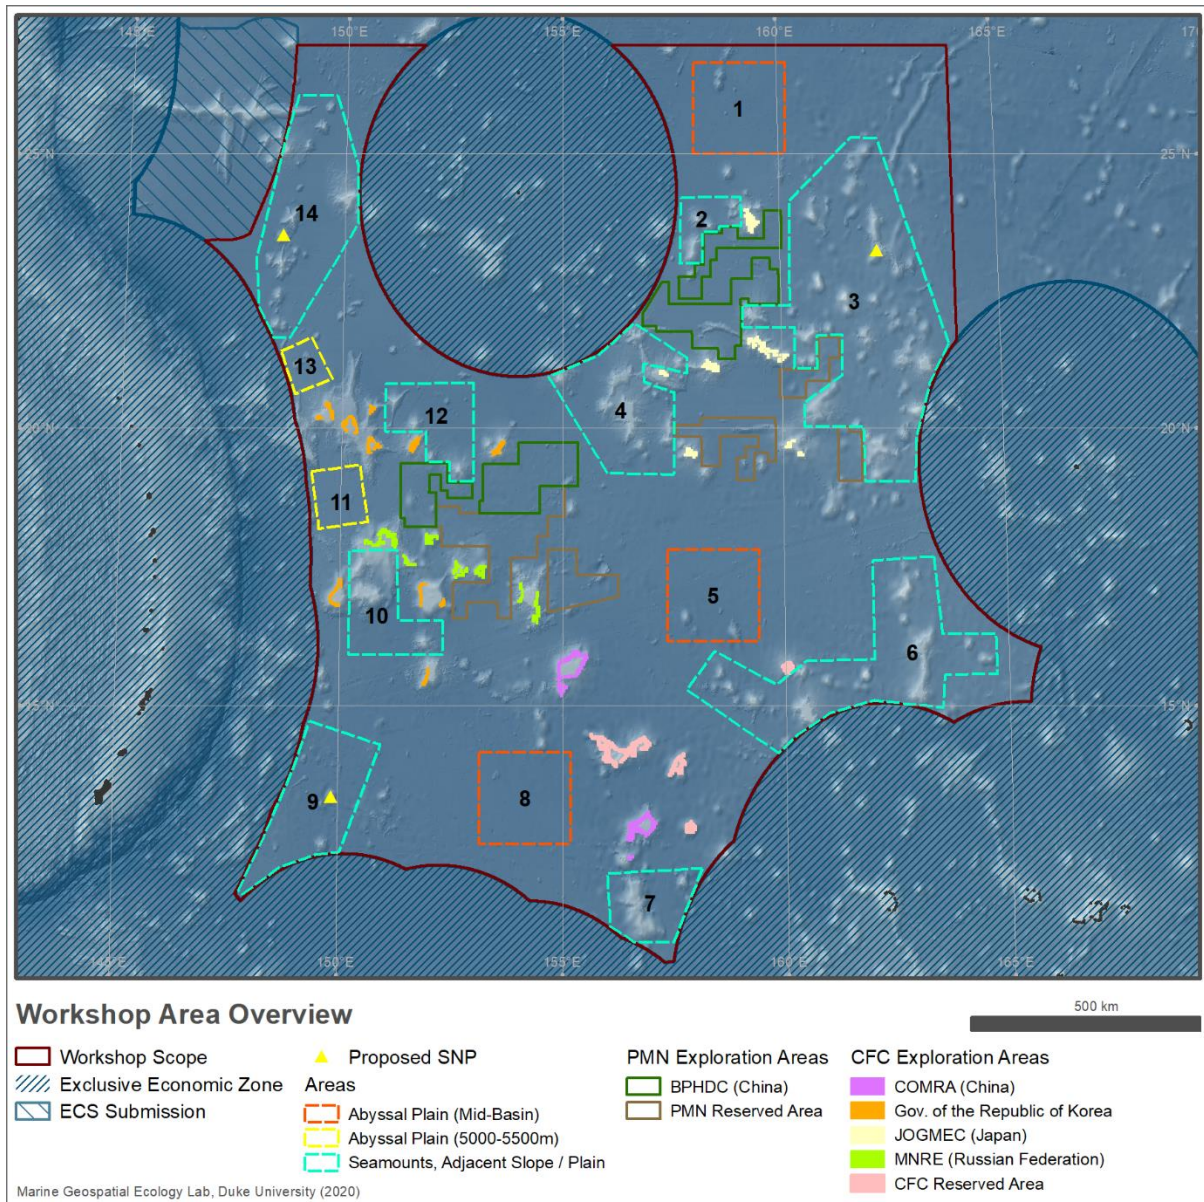 145°E 150°E 155°E 160°E 165°E 170
1
25°N 25°N
2
14
3
13
4
12
20°N 20°N
11
5
10
6
15°N 15°N
8
9
7
145°E 150°E 155°E 160°E 165°E
Workshop Area Overview
500 km
Workshop Scope
Exclusive Economic Zone
ECS Submission
Proposed SNP
Areas
Abyssal Plain (Mid-Basin)
Abyssal Plain (5000-5500m)
Seamounts, Adjacent Slope / Plain
PMN Exploration Areas
BPHDC (China)
PMN Reserved Area
CFC Exploration Areas
COMRA (China)
Gov. of the Republic of Korea
JOGMEC (Japan)
MNRE (Russian Federation)
CFC Reserved Area
Marine Geospatial Ecology Lab, Duke University (2020)